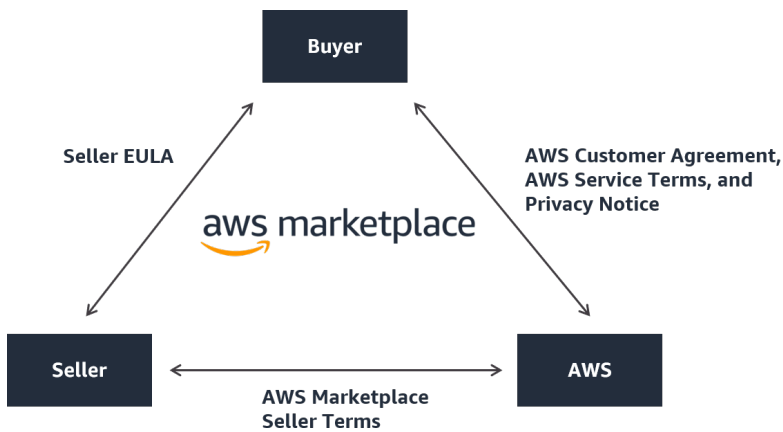 Buyer
Seller EULA
AWS Customer Agreement,
AWS Service Terms, and
Privacy Notice
aws marketplace
Seller
AWS
AWS Marketplace
Seller Terms